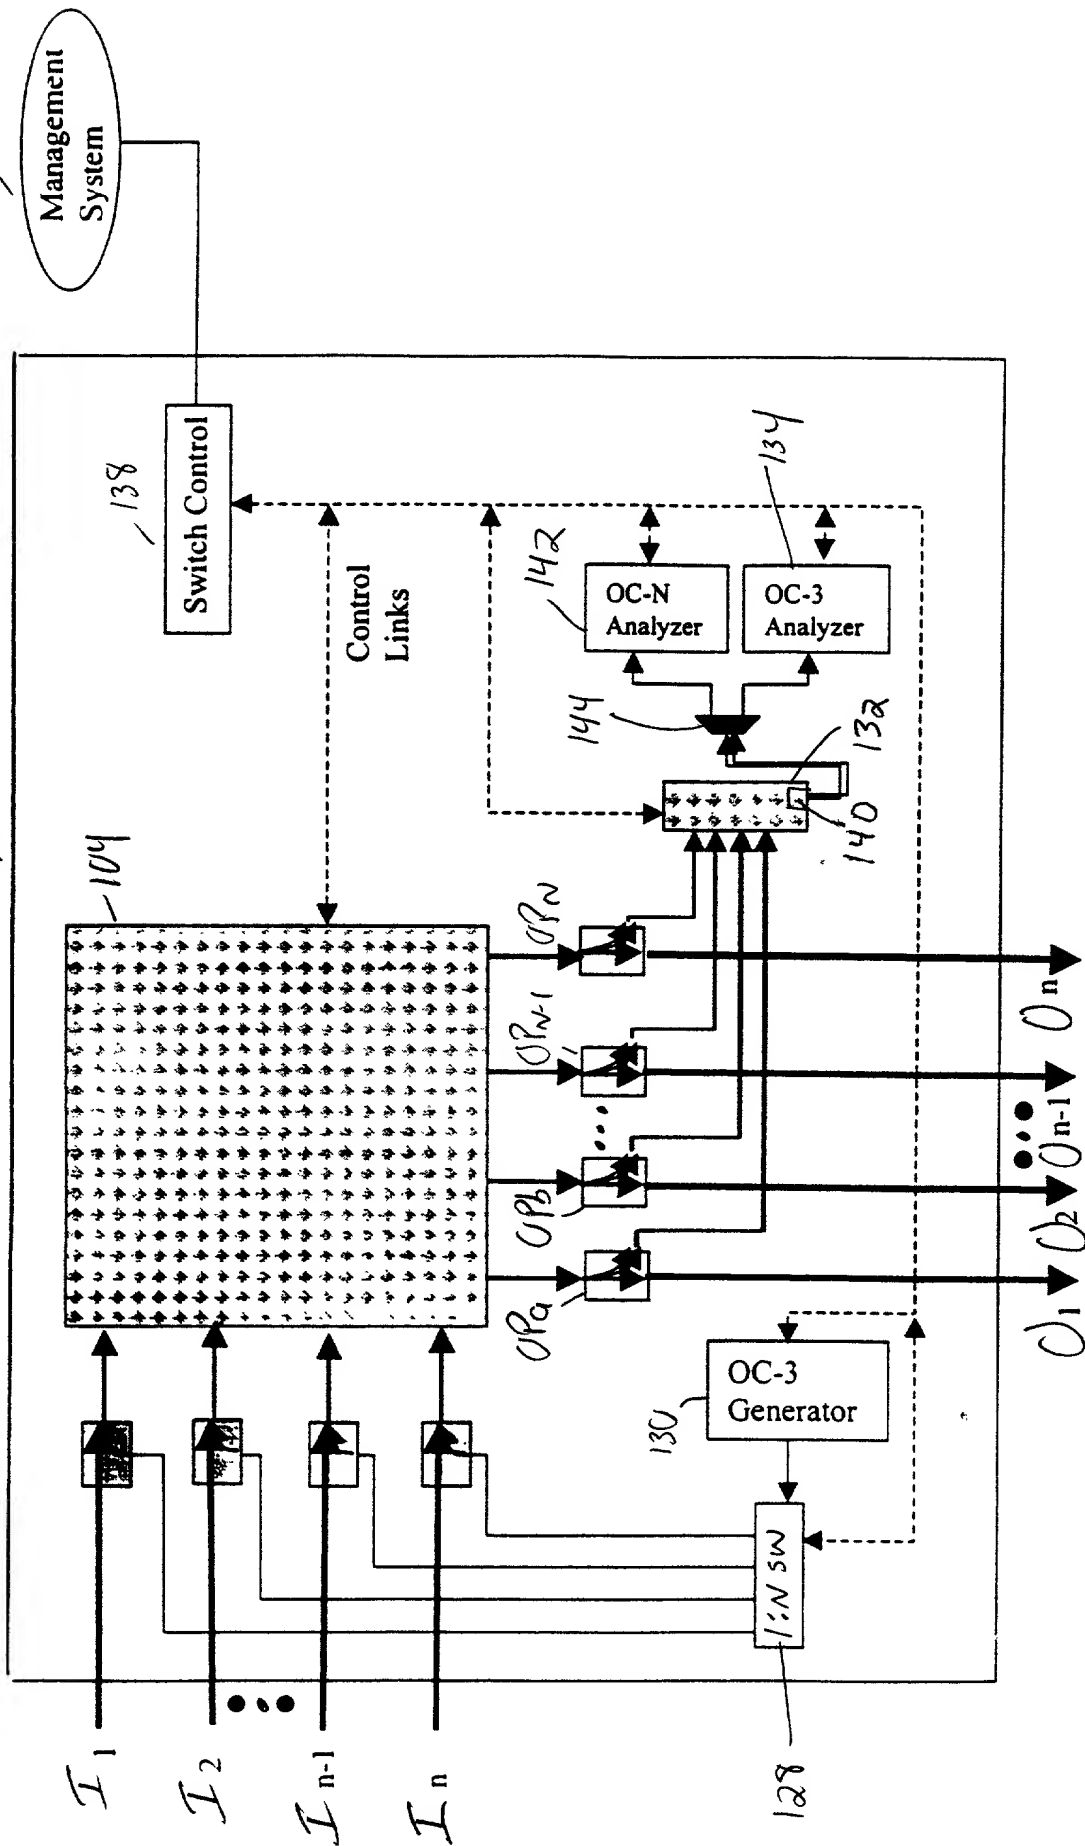 Management
System
138
Switch Control
104
Control
Links
142
OC-N
Analyzer
134
OC-3
Analyzer
144
132
140
OPN
OPN-1
OPb
OPa
130
OC-3
Generator
1:N SW
128
I1
I2
In-1
In
O1
O2
On-1
On